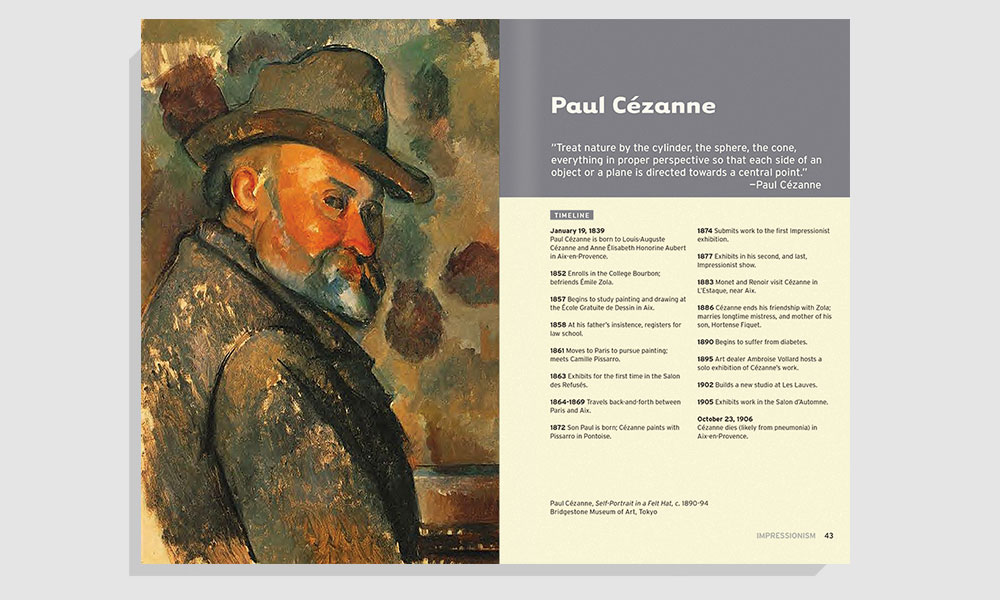 Paul Cézanne
“Treat nature by the cylinder, the sphere, the cone,
everything in proper perspective so that each side of an
object or a plane is directed towards a central point.”
—Paul Cézanne
TIMELINE
January 19, 1839
Paul Cézanne is born to Louis-Auguste
Cézanne and Anne Élisabeth Honorine Aubert
in Aix-en-Provence.
1852 Enrolls in the College Bourbon;
befriends Émile Zola.
1857 Begins to study painting and drawing at
the École Gratuite de Dessin in Aix.
1858 At his father’s insistence, registers for
law school.
1861 Moves to Paris to pursue painting;
meets Camille Pissarro.
1863 Exhibits for the first time in the Salon
des Refusés.
1864-1869 Travels back-and-forth between
Paris and Aix.
1872 Son Paul is born; Cézanne paints with
Pissarro in Pontoise.
1874 Submits work to the first Impressionist
exhibition.
1877 Exhibits in his second, and last,
Impressionist show.
1883 Monet and Renoir visit Cézanne in
L’Estaque, near Aix.
1886 Cézanne ends his friendship with Zola;
marries longtime mistress, and mother of his
son, Hortense Fiquet.
1890 Begins to suffer from diabetes.
1895 Art dealer Ambroise Vollard hosts a
solo exhibition of Cézanne’s work.
1902 Builds a new studio at Les Lauves.
1905 Exhibits work in the Salon d’Automne.
October 23, 1906
Cézanne dies (likely from pneumonia) in
Aix-en-Provence.
Paul Cézanne, Self-Portrait in a Felt Hat, c. 1890-94
Bridgestone Museum of Art, Tokyo
IMPRESSIONISM 43